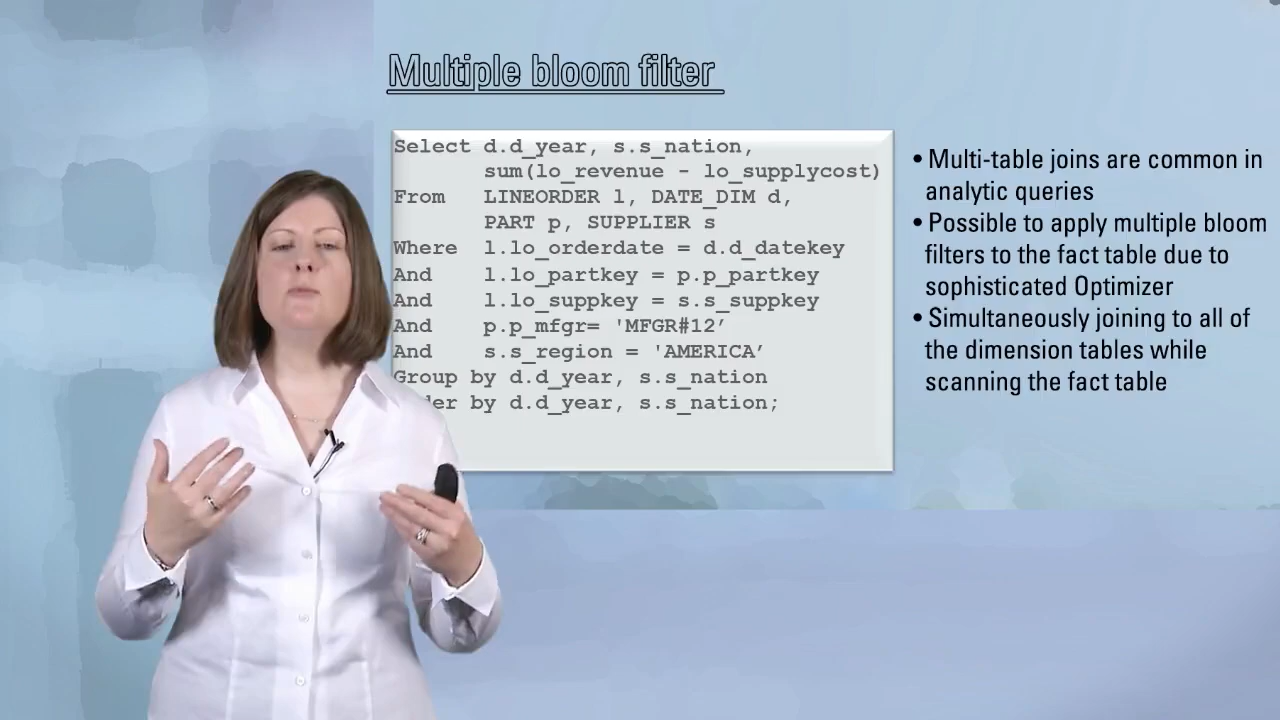 Multiple bloom filter
Select d.d_year, s.s_nation,
sum(lo_revenue - lo_supplycost)
From LINEORDER l, DATE_DIM d,
PART p, SUPPLIER s
Where l.lo_orderdate = d.d_datekey
And l.lo_partkey = p.p_partkey
And l.lo_suppkey = s.s_suppkey
And p.p_mfgr= 'MFGR#12’
And s.s_region = 'AMERICA’
Group by d.d_year, s.s_nation
by d.d_year, s.s_nation;
• Multi-table joins are common in
analytic queries
• Possible to apply multiple bloom
filters to the fact table due to
sophisticated Optimizer
• Simultaneously joining to all of
the dimension tables while
scanning the fact table